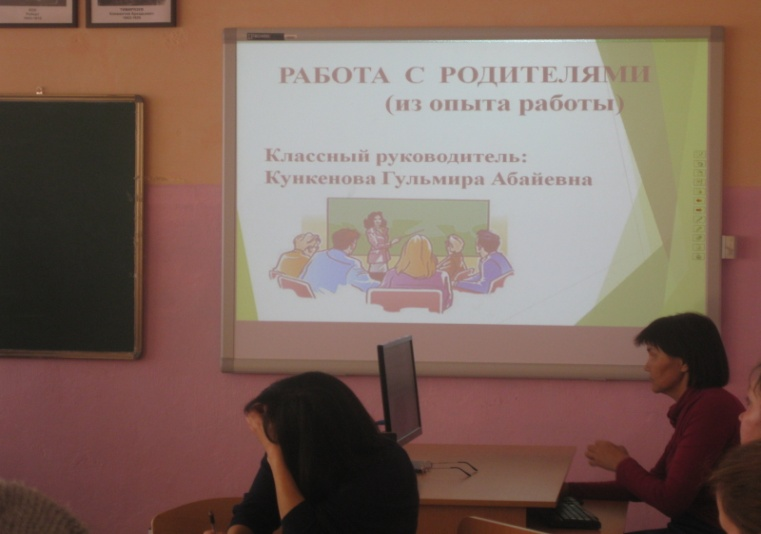 РАБОТА С РОДИТЕЛЯМИ
(из опыта работы)
Классный руководитель:
Кункенова Гульмира Абайевна